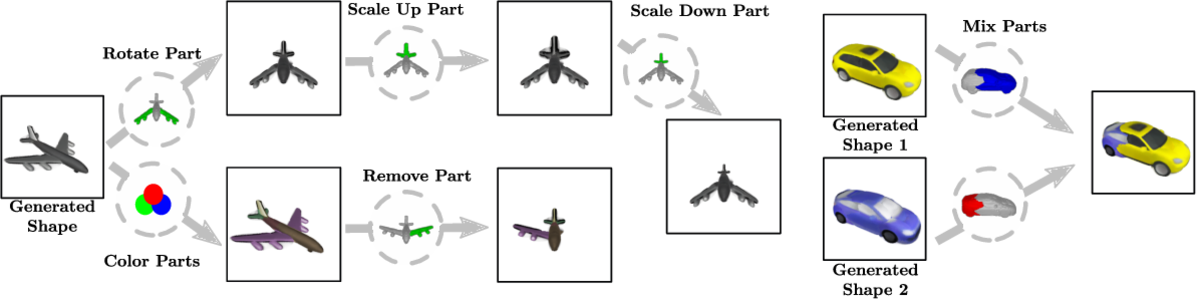 Scale Up Part
Scale Down Part
Rotate Part
Mix Parts
Generated
Shape 1
Generated
Shape
Remove Part
Color Parts
Generated
Shape 2